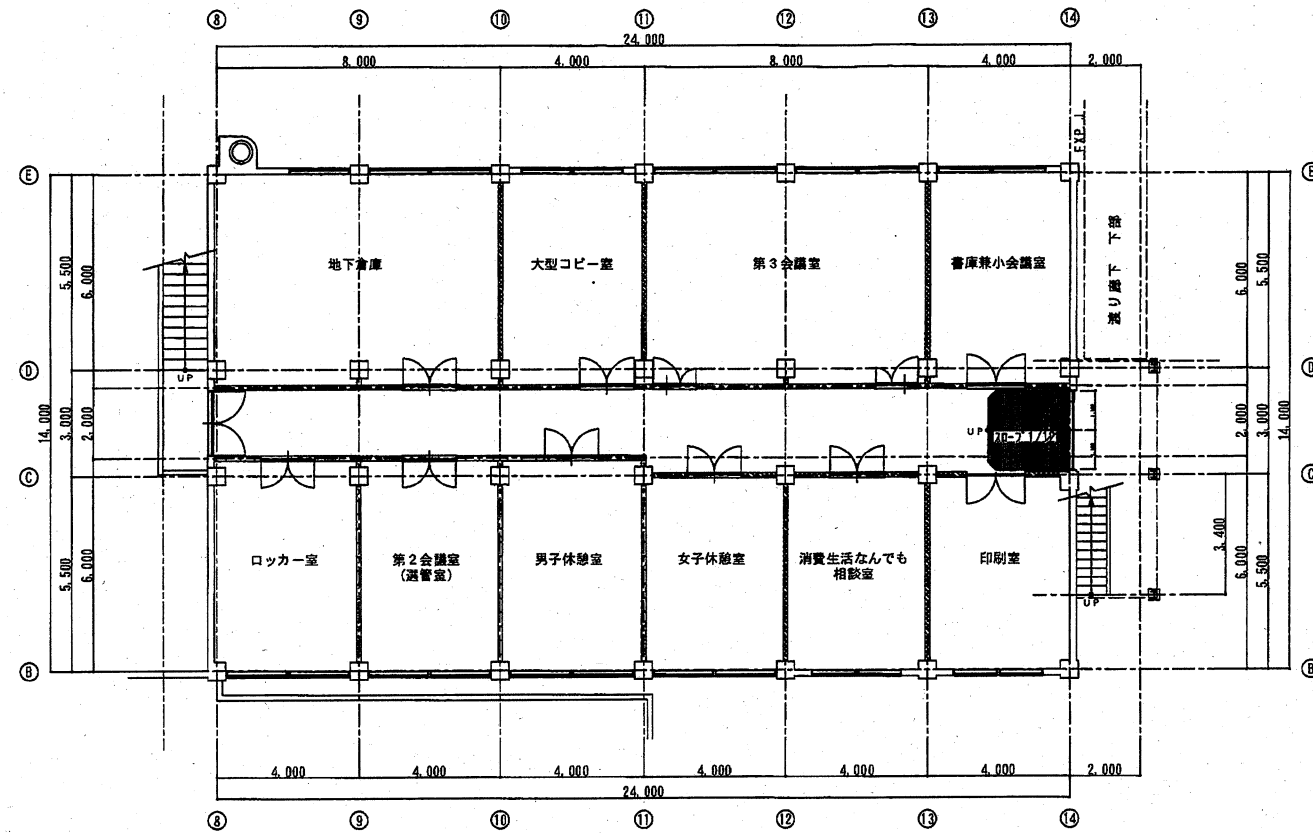 ⑧ ⑨ ⑩ ⑪ ⑫ ⑬ ⑭
24,000
8,000 4,000 8,000 4,000 2,000
EXP.J
Ⓔ Ⓔ
5,500 6,000 6,000 5,500
地下倉庫 大型コピー室 第3会議室 書庫兼小会議室 渡り廊下 下部
UP
Ⓓ Ⓓ
14,000 3,000 2,000 2,000 3,000 14,000
UP スロープ1/12
Ⓒ Ⓒ
3,400
5,500 6,000 6,000 5,500
ロッカー室 第2会議室 男子休憩室 女子休憩室 消費生活なんでも 印刷室
(選管室) 相談室
UP
Ⓑ Ⓑ
4,000 4,000 4,000 4,000 4,000 4,000 2,000
24,000
⑧ ⑨ ⑩ ⑪ ⑫ ⑬ ⑭